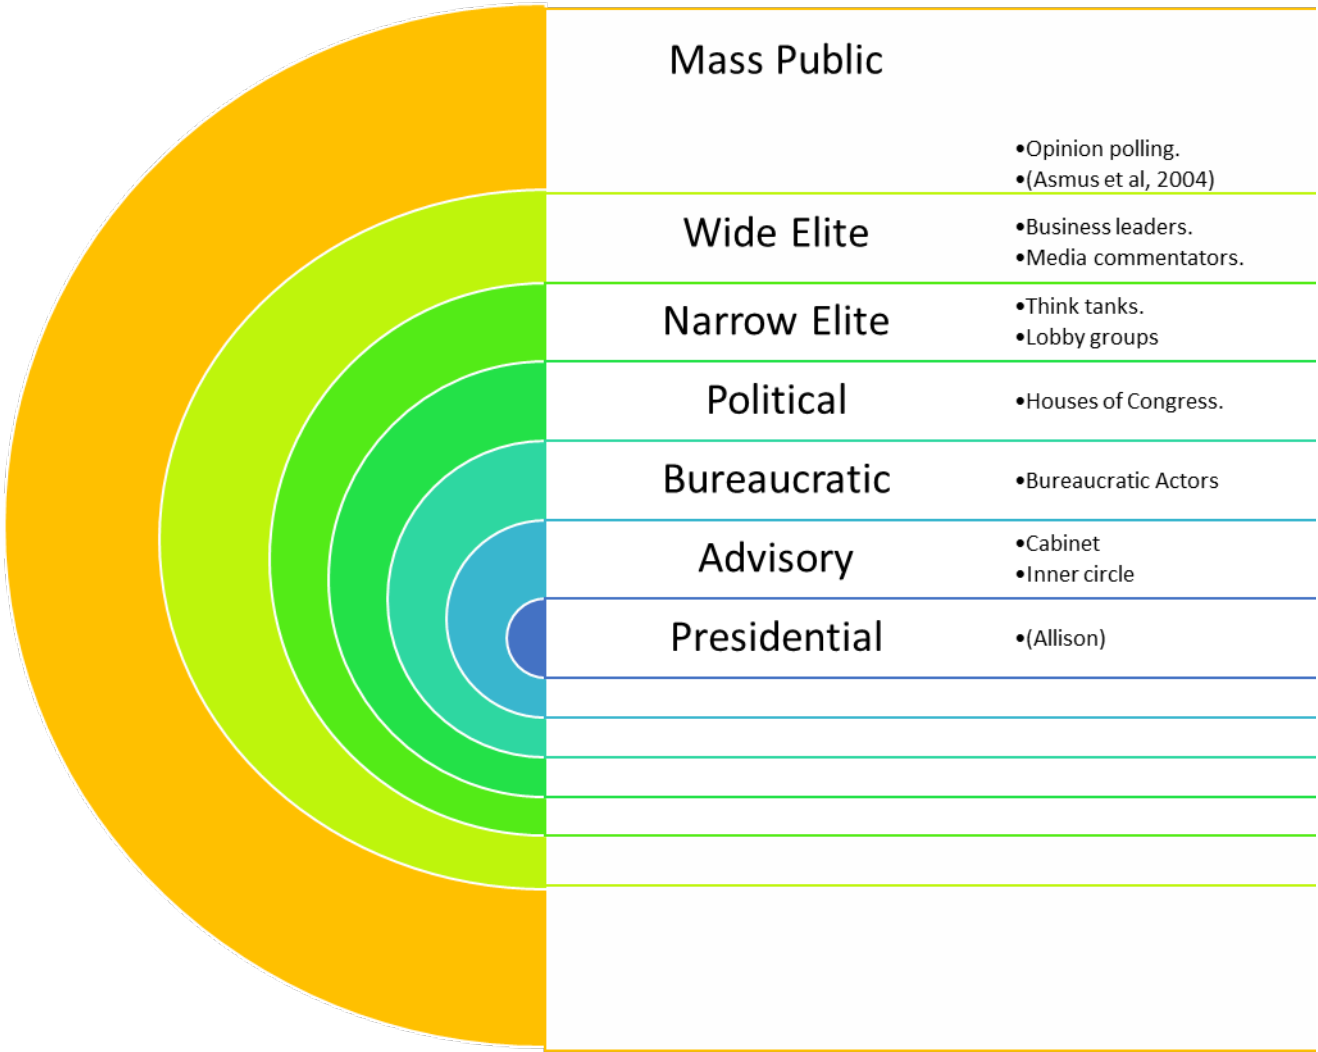 Mass Public
•Opinion polling.
•(Asmus et al, 2004)
Wide Elite
•Business leaders.
•Media commentators.
Narrow Elite
•Think tanks.
•Lobby groups
Political
•Houses of Congress.
Bureaucratic
•Bureaucratic Actors
Advisory
•Cabinet
•Inner circle
Presidential
•(Allison)